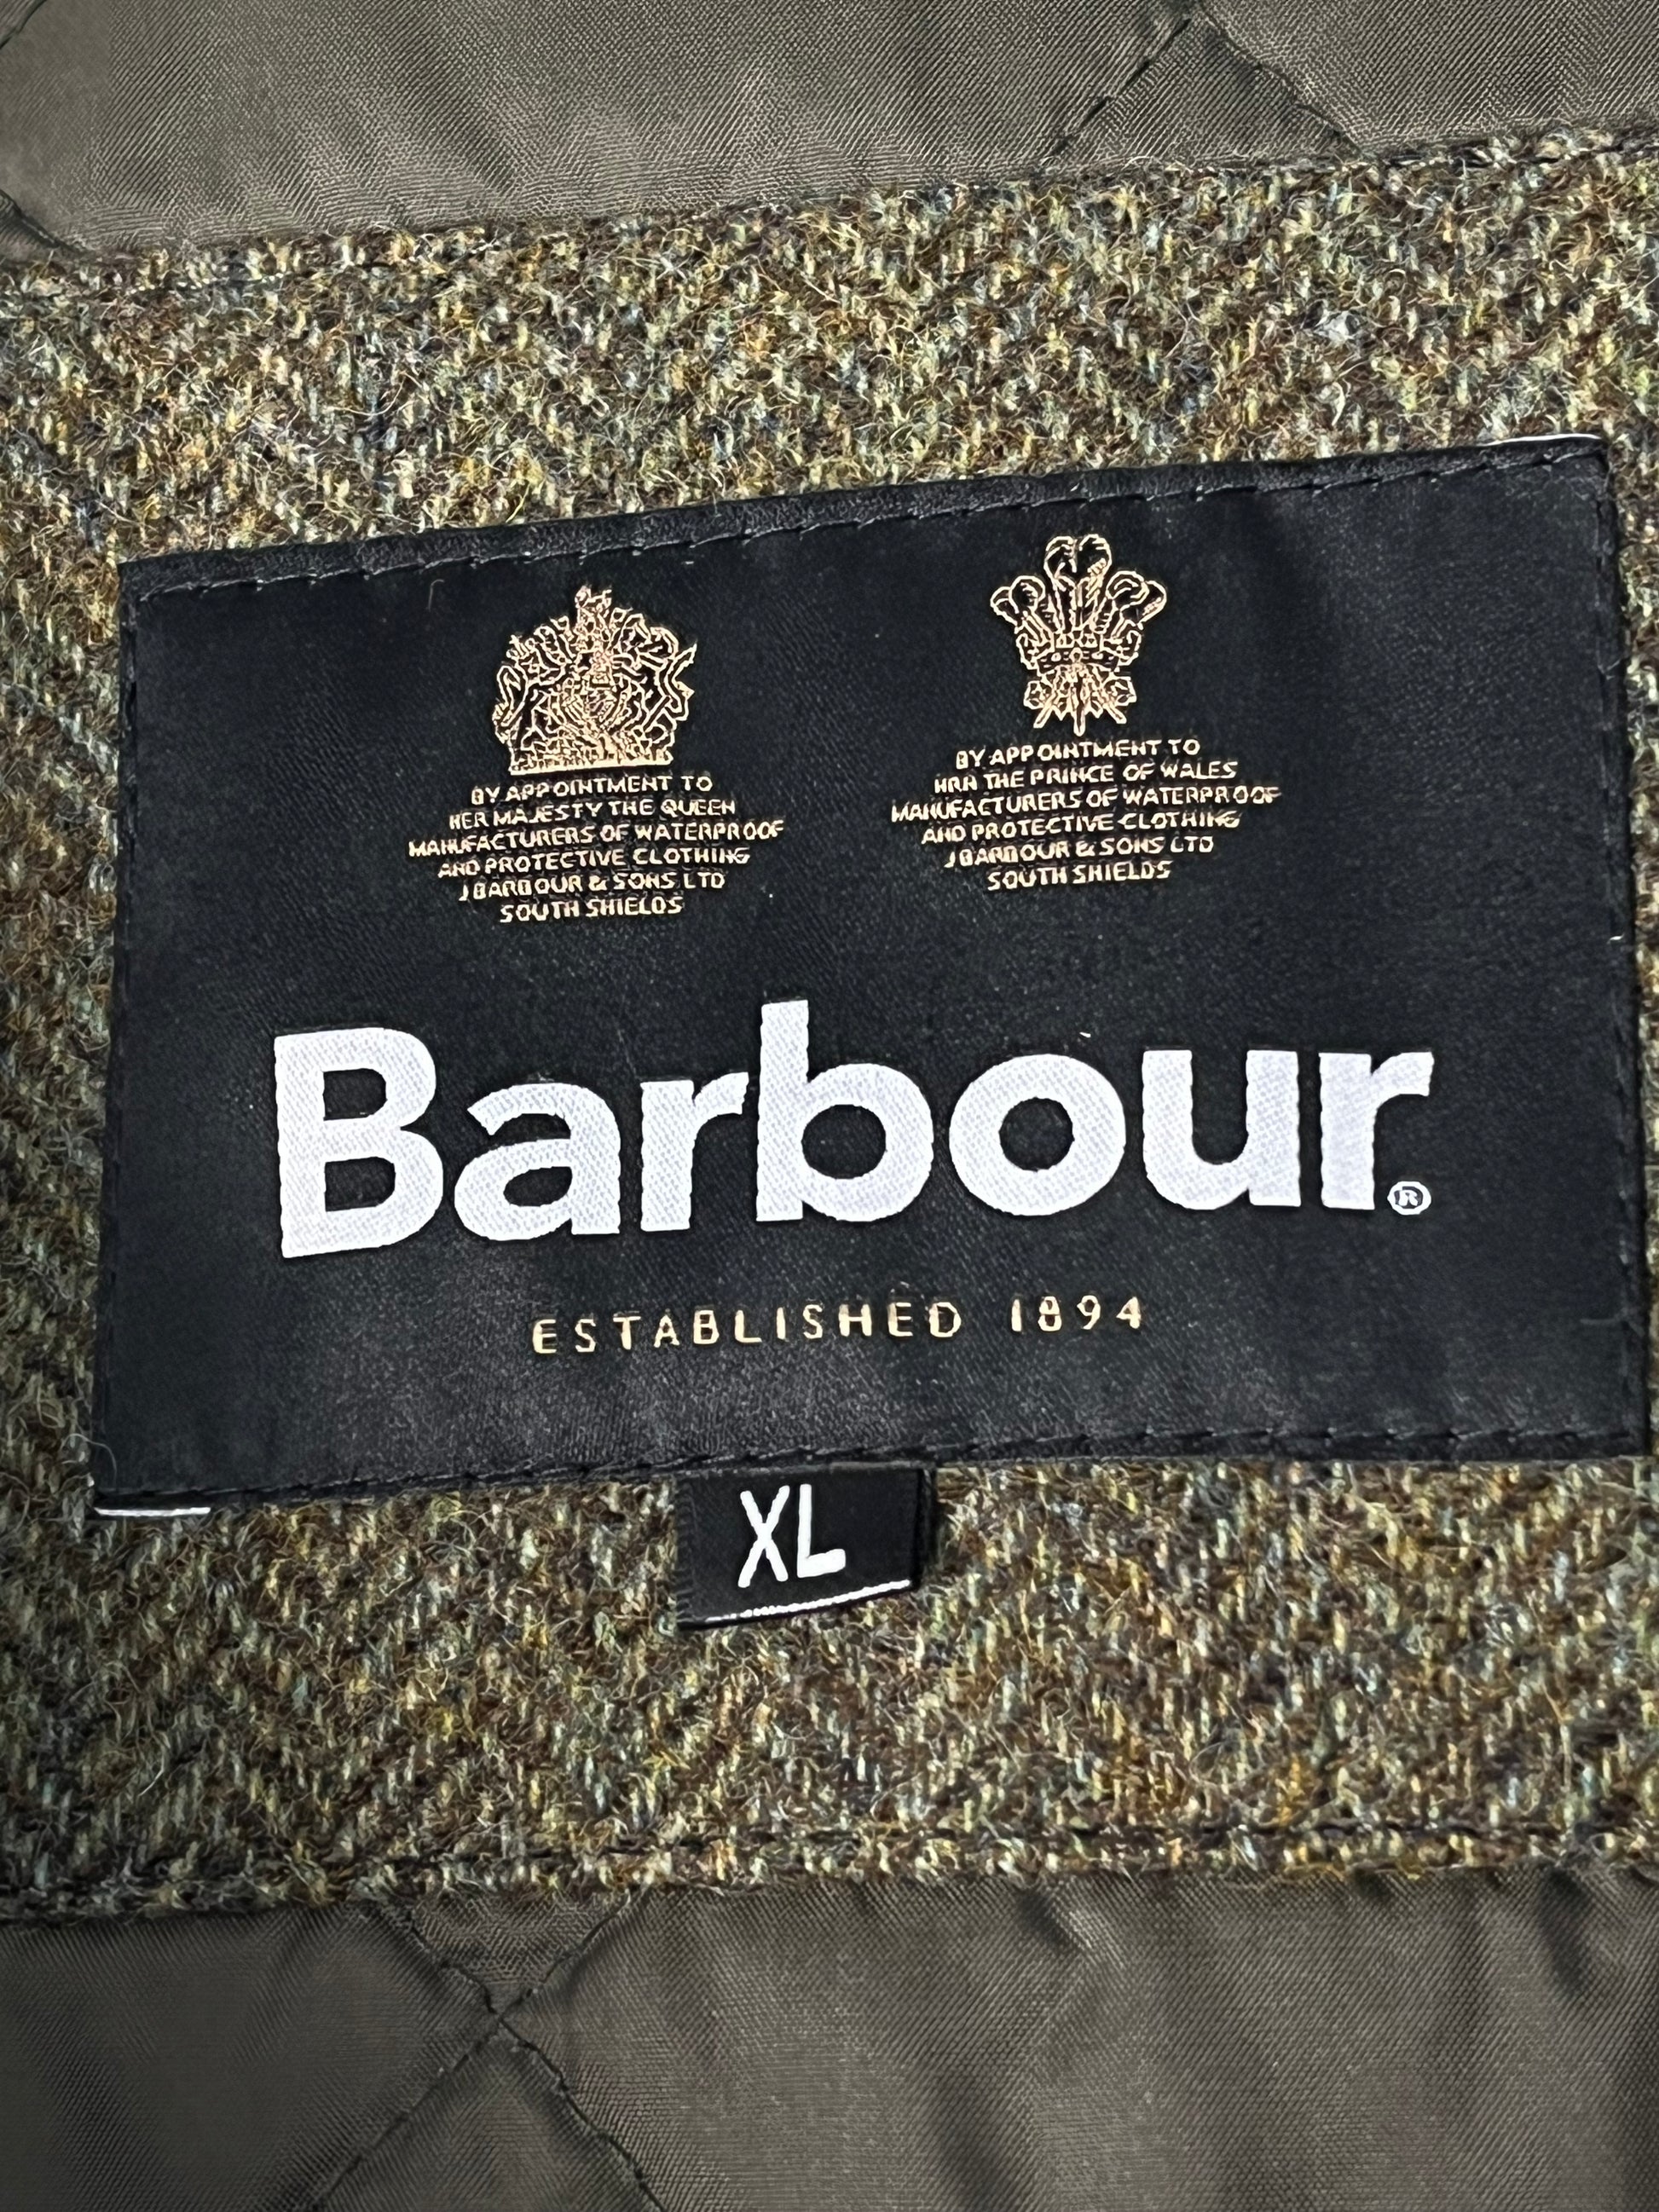 BY APPOINTMENT TO
HER MAJESTY THE QUEEN
MANUFACTURERS OF WATERPROOF
AND PROTECTIVE CLOTHING
J BARBOUR & SONS LTD
SOUTH SHIELDS
BY APPOINTMENT TO
HRH THE PRINCE OF WALES
MANUFACTURERS OF WATERPROOF
AND PROTECTIVE CLOTHING
J BARBOUR & SONS LTD
SOUTH SHIELDS
Barbour®
ESTABLISHED 1894
XL